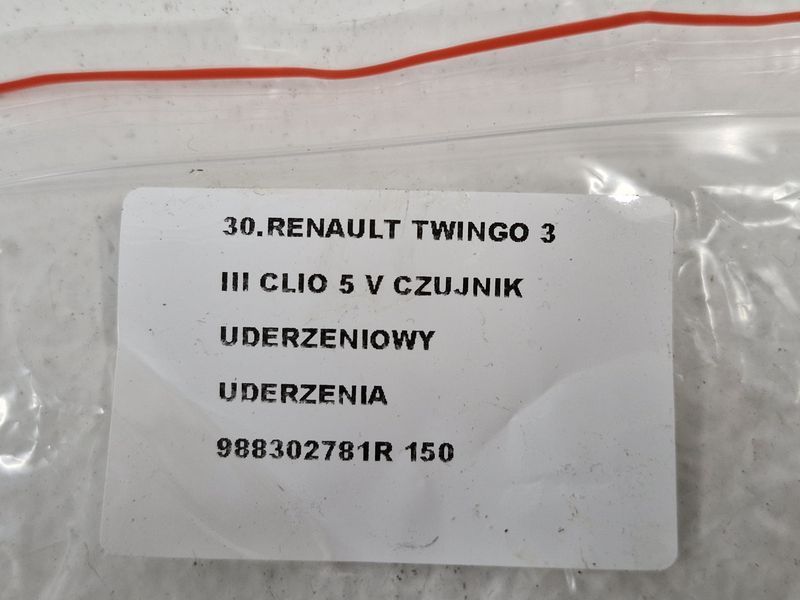 30.RENAULT TWINGO 3
III CLIO 5 V CZUJNIK
UDERZENIOWY
UDERZENIA
988302781R 150